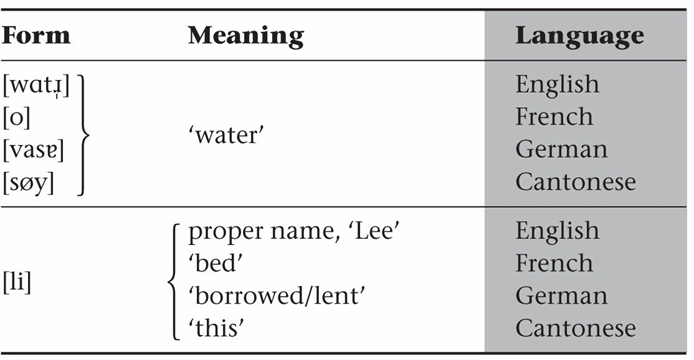 Form Meaning Language
[wɑtɹ̩] English
[o] French
[vasɐ] ‘water’ German
[søy] Cantonese
proper name, ‘Lee’ English
‘bed’ French
[li] ‘borrowed/lent’ German
‘this’ Cantonese